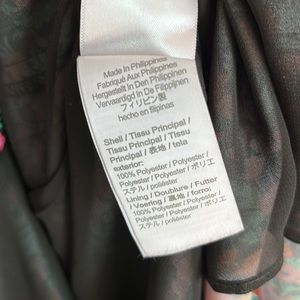 Made In Philippines
Fabriqué Aux Philippines
Hergestellt In Den Philippinen
Vervaardigd In De Filippijnen
フィリピン製
hecho en filipinas
Shell / Tissu Principal /
Tissu Principal / Tissu
Principal / 表地 / tela
exterior:
100% Polyester / Polyester /
Polyester / Polyester / ポリエ
ステル / poliéster
Lining / Doublure / Futter
/ Voering / 裏地 / forro:
100% Polyester / Polyester /
Polyester / Polyester / ポリエ
ステル / poliéster